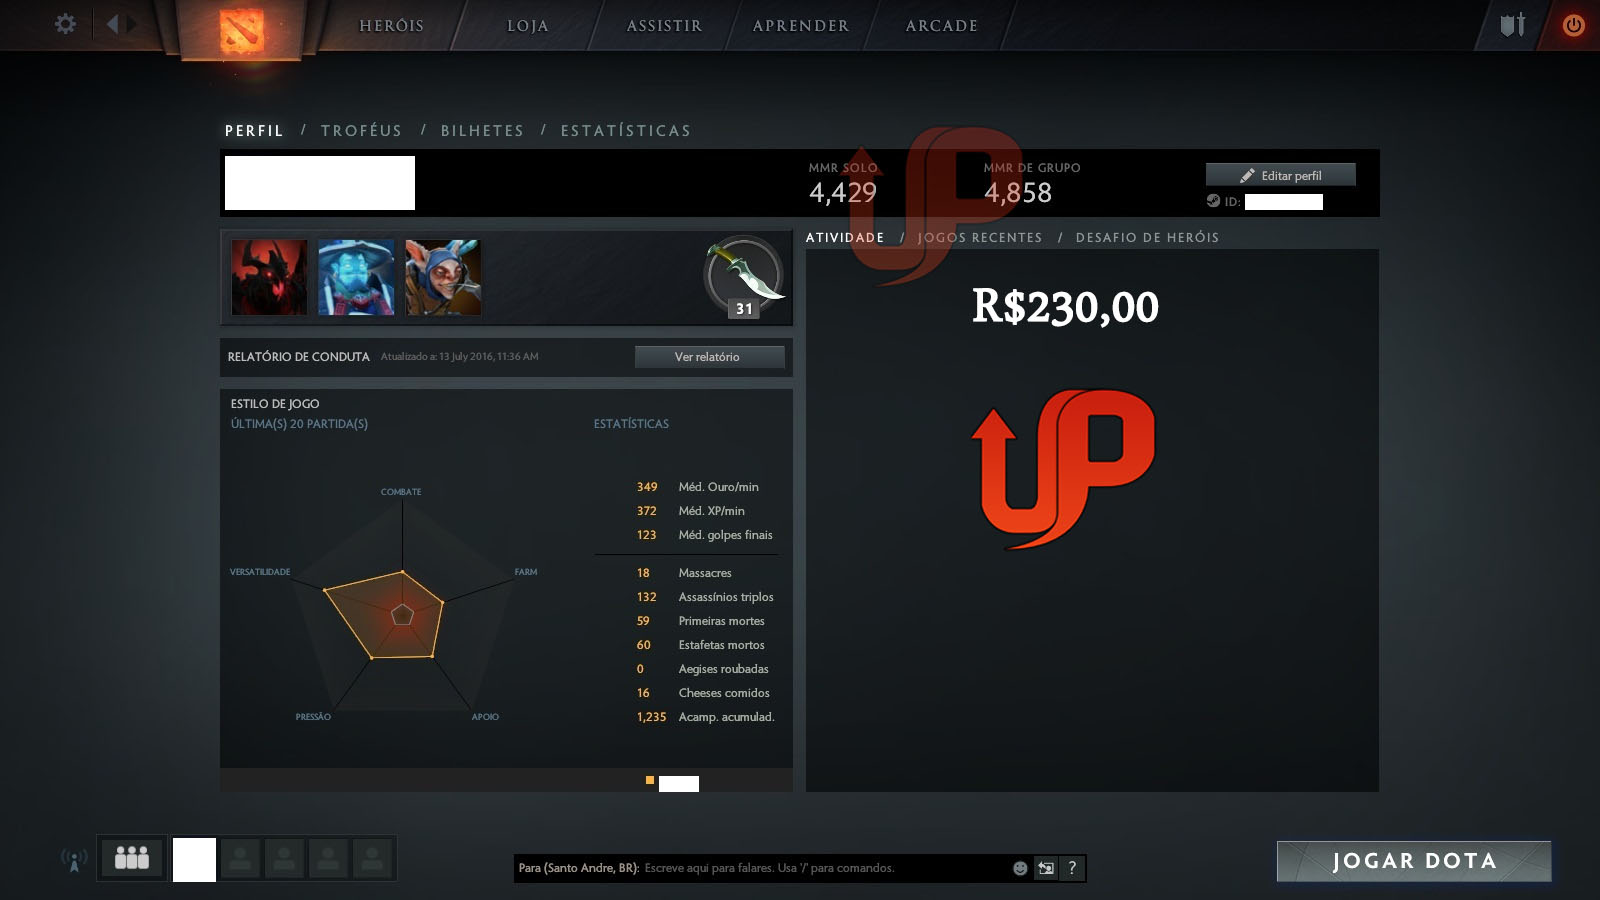 HERÓIS
LOJA
ASSISTIR
APRENDER
ARCADE
PERFIL / TROFÉUS / BILHETES / ESTATÍSTICAS
MMR SOLO
4,429
MMR DE GRUPO
4,858
Editar perfil
ID:
ATIVIDADE / JOGOS RECENTES / DESAFIO DE HERÓIS
31
R$230,00
UP
RELATÓRIO DE CONDUTA Atualizado a: 13 July 2016, 11:36 AM
Ver relatório
ESTILO DE JOGO
ÚLTIMA(S) 20 PARTIDA(S)
COMBATE
FARM
APOIO
PRESSÃO
VERSATILIDADE
ESTATÍSTICAS
349 Méd. Ouro/min
372 Méd. XP/min
123 Méd. golpes finais
18 Massacres
132 Assassínios triplos
59 Primeiras mortes
60 Estafetas mortos
0 Aegises roubadas
16 Cheeses comidos
1,235 Acamp. acumulad.
Para (Santo Andre, BR): Escreve aqui para falares. Usa '/' para comandos.
?
JOGAR DOTA